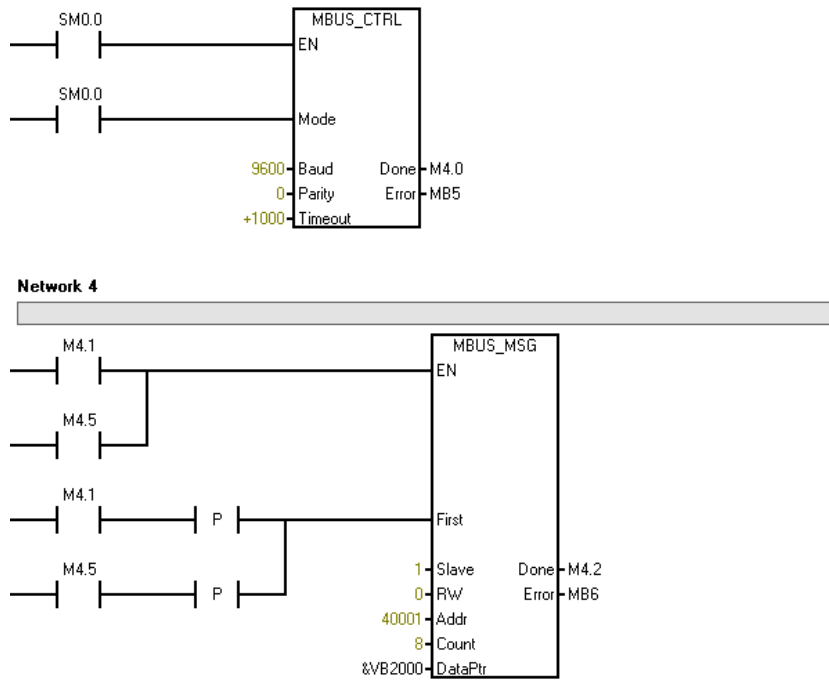 SM0.0 MBUS_CTRL
EN
SM0.0
Mode
9600 Baud Done M4.0
0 Parity Error MB5
+1000 Timeout
Network 4
M4.1 MBUS_MSG
EN
M4.5
M4.1
P First
M4.5
P
1 Slave Done M4.2
0 RW Error MB6
40001 Addr
8 Count
&VB2000 DataPtr